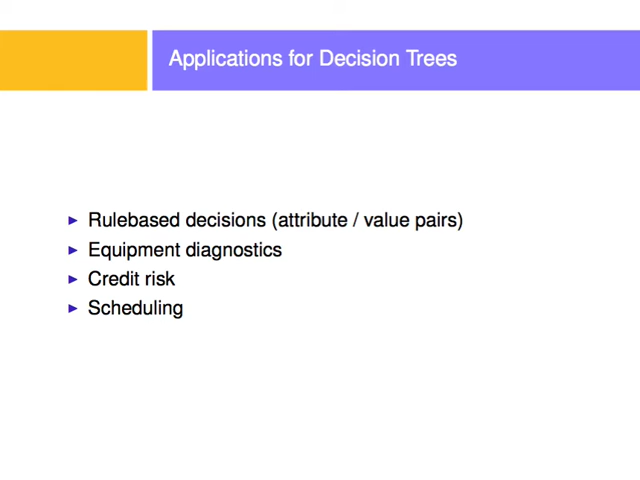 Applications for Decision Trees
Rulebased decisions (attribute / value pairs)
Equipment diagnostics
Credit risk
Scheduling